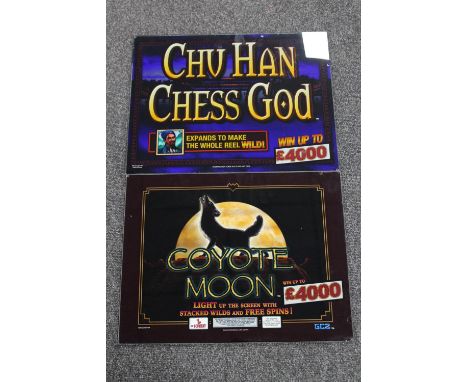 CHU HAN
CHESS GOD
EXPANDS TO MAKE
THE WHOLE REEL WILD!
WIN UP TO
£4000
COYOTE
MOON
WIN UP TO
£4000
LIGHT UP THE SCREEN WITH
STACKED WILDS AND FREE SPINS!